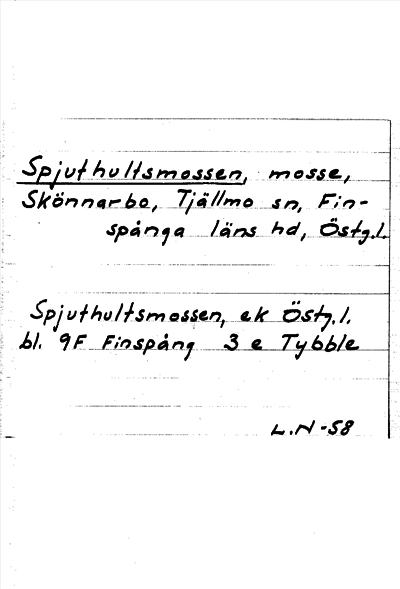 Spjuthultsmossen, mosse,
Skönnarbo, Tjällmo sn, Fin-
spånga läns hd, Östg.l.
Spjuthultsmossen, ek Östg.l.
bl. 9F Finspång 3 e Tybble
L.N-58